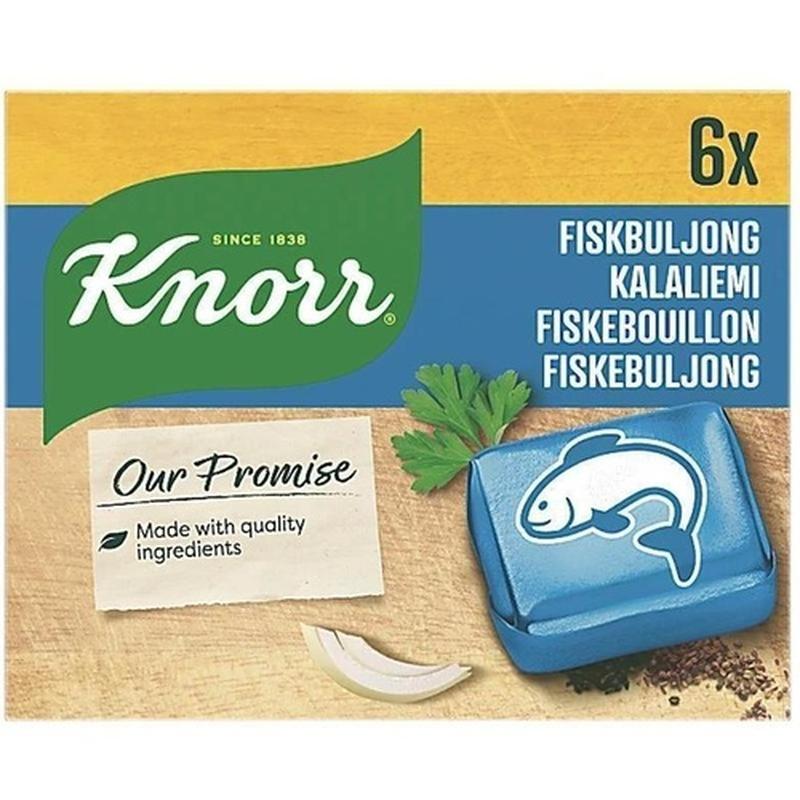 6x
SINCE 1838
Knorr®
FISKBULJONG
KALALIEMI
FISKEBOUILLON
FISKEBULJONG
Our Promise
Made with quality
ingredients